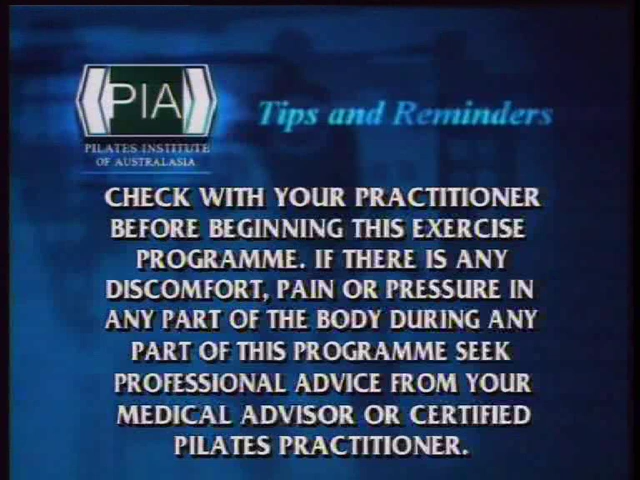 PIA
PILATES INSTITUTE
OF AUSTRALASIA
Tips and Reminders
CHECK WITH YOUR PRACTITIONER
BEFORE BEGINNING THIS EXERCISE
PROGRAMME. IF THERE IS ANY
DISCOMFORT, PAIN OR PRESSURE IN
ANY PART OF THE BODY DURING ANY
PART OF THIS PROGRAMME SEEK
PROFESSIONAL ADVICE FROM YOUR
MEDICAL ADVISOR OR CERTIFIED
PILATES PRACTITIONER.